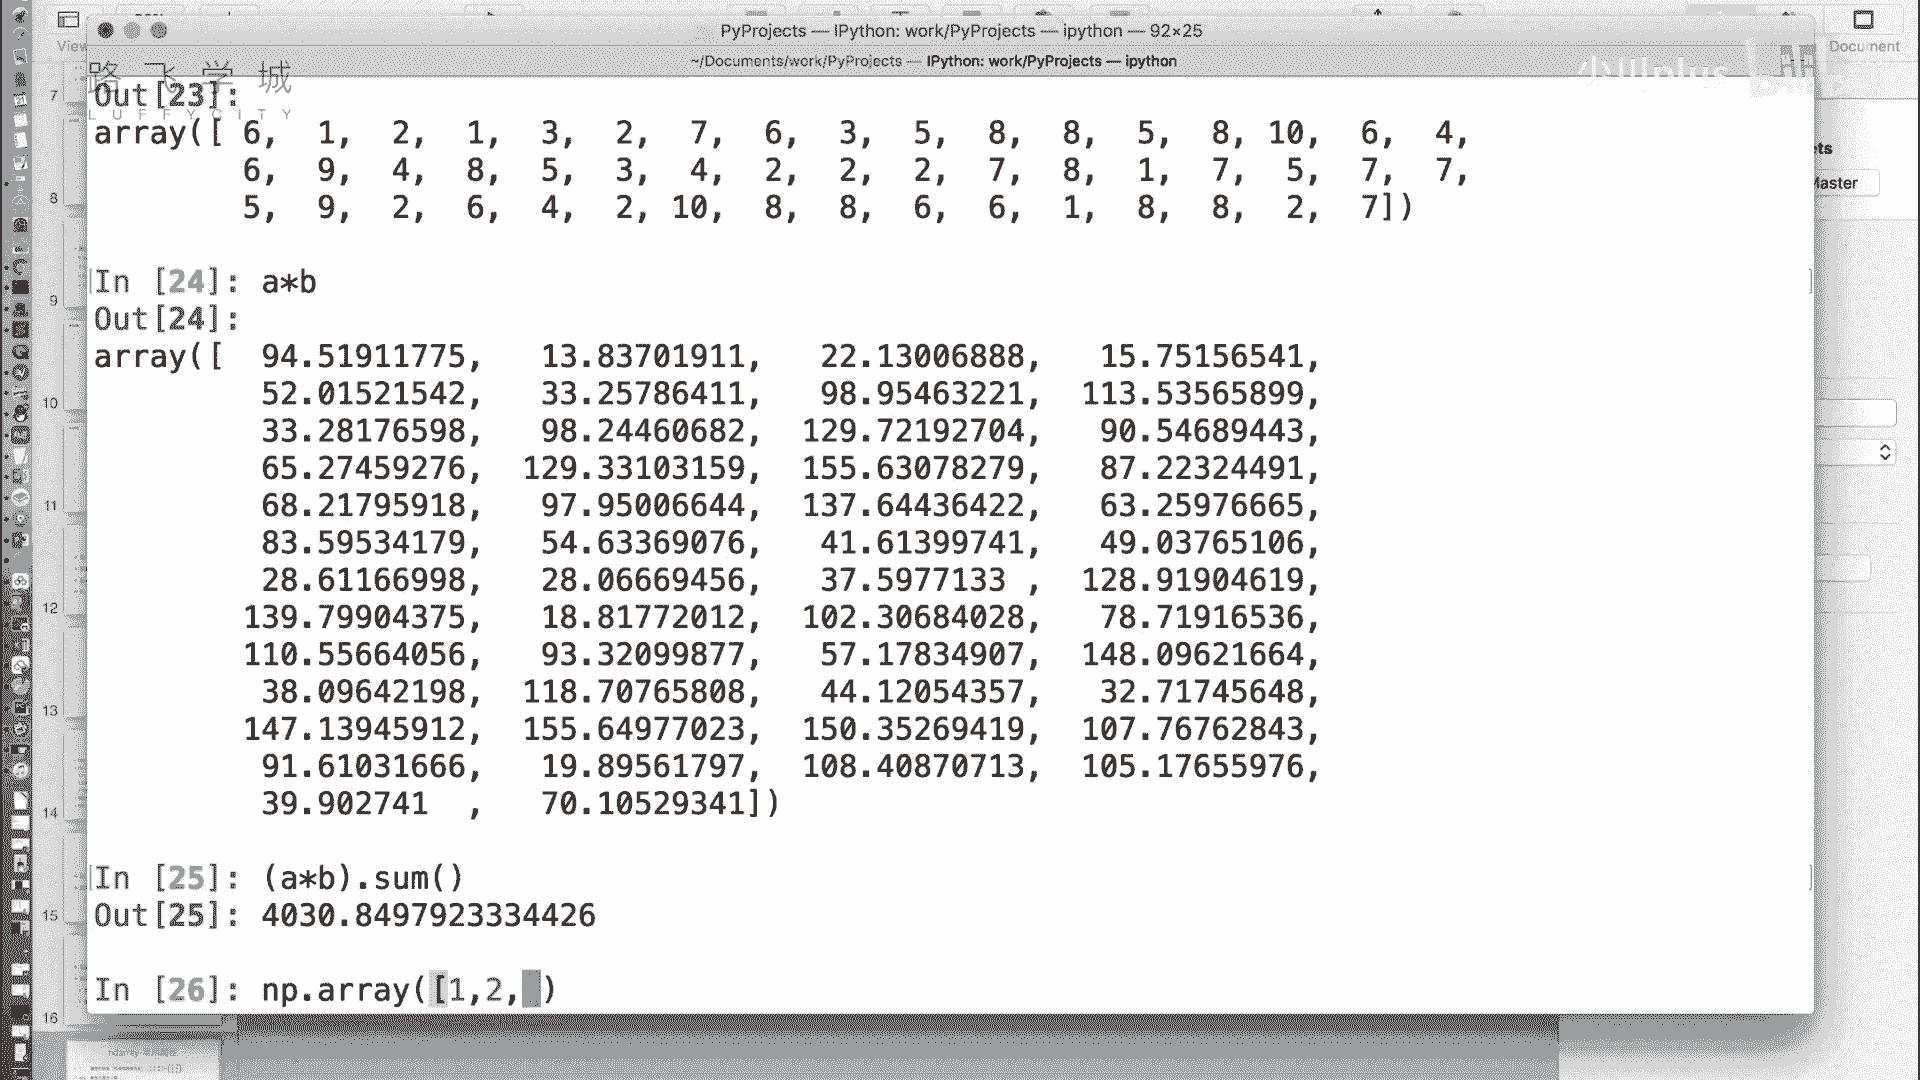 View
Document
PyProjects — IPython: work/PyProjects — ipython — 92×25
~/Documents/work/PyProjects — IPython: work/PyProjects — ipython
路飞学城
LUFFYCITY
小川plus
Master
7
8
9
10
11
12
13
14
15
16
Out[23]:
array([ 6, 1, 2, 1, 3, 2, 7, 6, 3, 5, 8, 8, 5, 8, 10, 6, 4,
6, 9, 4, 8, 5, 3, 4, 2, 2, 2, 7, 8, 1, 7, 5, 7, 7,
5, 9, 2, 6, 4, 2, 10, 8, 8, 6, 6, 1, 8, 8, 2, 7])
In [24]: a*b
Out[24]:
array([ 94.51911775, 13.83701911, 22.13006888, 15.75156541,
52.01521542, 33.25786411, 98.95463221, 113.53565899,
33.28176598, 98.24460682, 129.72192704, 90.54689443,
65.27459276, 129.33103159, 155.63078279, 87.22324491,
68.21795918, 97.95006644, 137.64436422, 63.25976665,
83.59534179, 54.63369076, 41.61399741, 49.03765106,
28.61166998, 28.06669456, 37.5977133 , 128.91904619,
139.79904375, 18.81772012, 102.30684028, 78.71916536,
110.55664056, 93.32099877, 57.17834907, 148.09621664,
38.09642198, 118.70765808, 44.12054357, 32.71745648,
147.13945912, 155.64977023, 150.35269419, 107.76762843,
91.61031666, 19.89561797, 108.40870713, 105.17655976,
39.902741 , 70.10529341])
In [25]: (a*b).sum()
Out[25]: 4030.8497923334426
In [26]: np.array([1,2, )